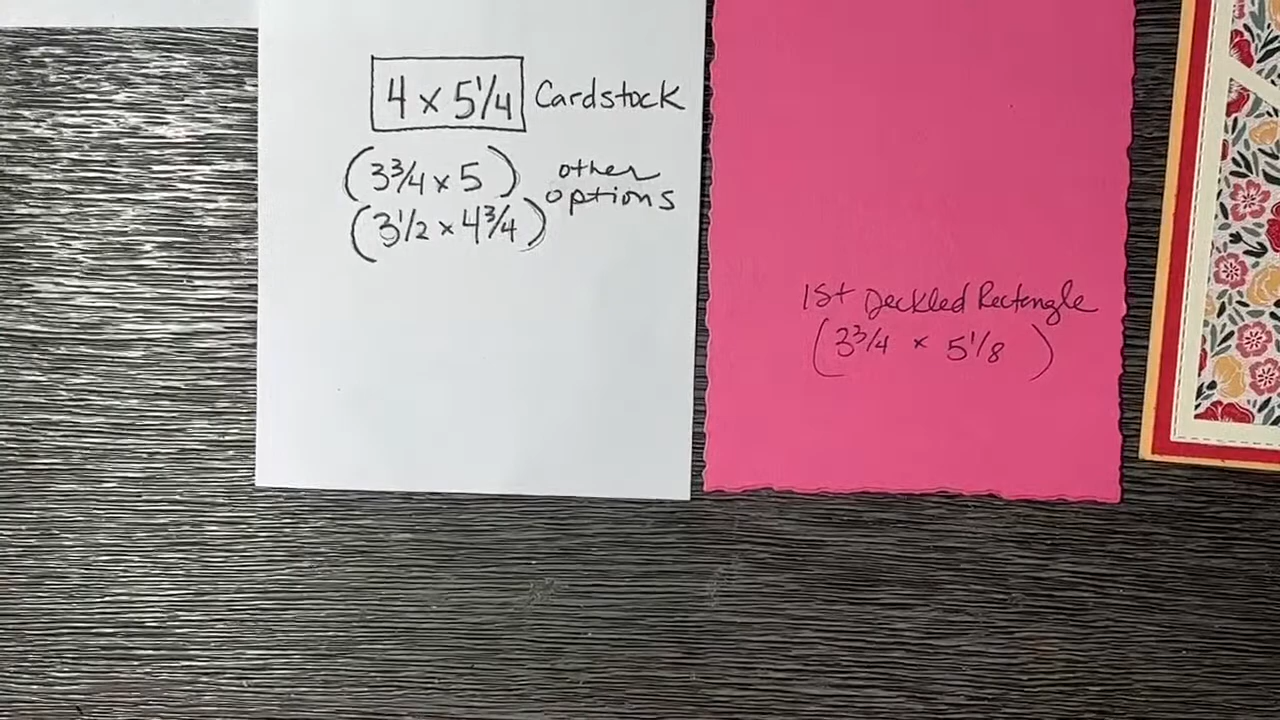 4 x 5 1/4 Cardstock
(3 3/4 x 5) other
options
(3 1/2 x 4 3/4)
1st Deckled Rectangle
(3 3/4 x 5 1/8)